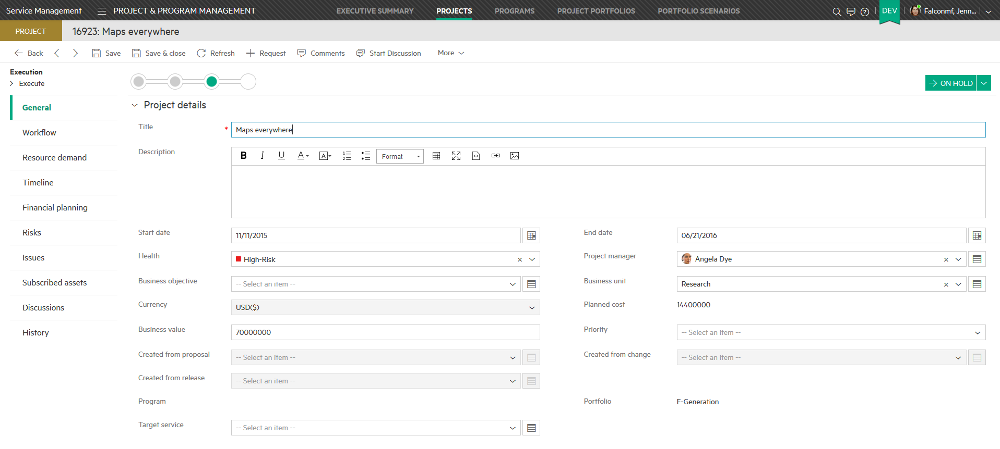 Service Management PROJECT & PROGRAM MANAGEMENT EXECUTIVE SUMMARY PROJECTS PROGRAMS PROJECT PORTFOLIOS PORTFOLIO SCENARIOS DEV Falconmf, Jenn...
PROJECT 16923: Maps everywhere
Back Save Save & close Refresh Request Comments Start Discussion More
Execution
Execute
ON HOLD
General
Workflow
Resource demand
Timeline
Financial planning
Risks
Issues
Subscribed assets
Discussions
History
Project details
Title * Maps everywhere
Description B I U A A Format
Start date 11/11/2015 End date 06/21/2016
Health High-Risk Project manager Angela Dye
Business objective -- Select an item -- Business unit Research
Currency USD($) Planned cost 14400000
Business value 70000000 Priority -- Select an item --
Created from proposal -- Select an item -- Created from change -- Select an item --
Created from release -- Select an item --
Program Portfolio F-Generation
Target service -- Select an item --